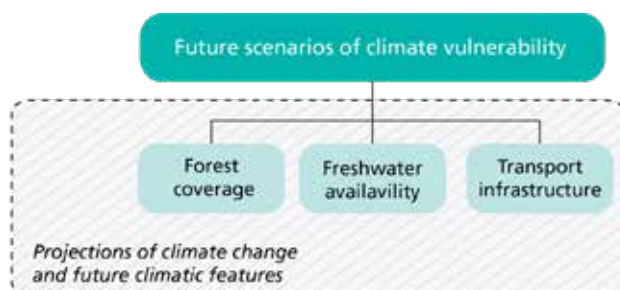 Future scenarios of climate vulnerability
Forest
coverage
Freshwater
availavility
Transport
infrastructure
Projections of climate change
and future climatic features